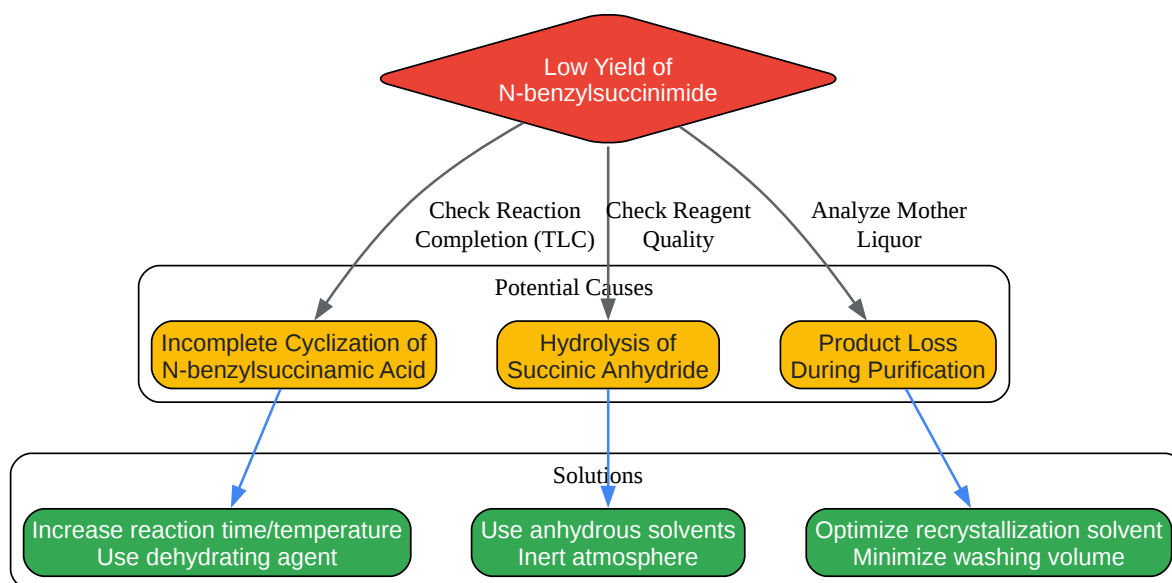 Low Yield of
N-benzylsuccinimide
Check Reaction
Completion (TLC)
Check Reagent
Quality
Analyze Mother
Liquor
Potential Causes
Incomplete Cyclization of
N-benzylsuccinamic Acid
Hydrolysis of
Succinic Anhydride
Product Loss
During Purification
Solutions
Increase reaction time/temperature
Use dehydrating agent
Use anhydrous solvents
Inert atmosphere
Optimize recrystallization solvent
Minimize washing volume